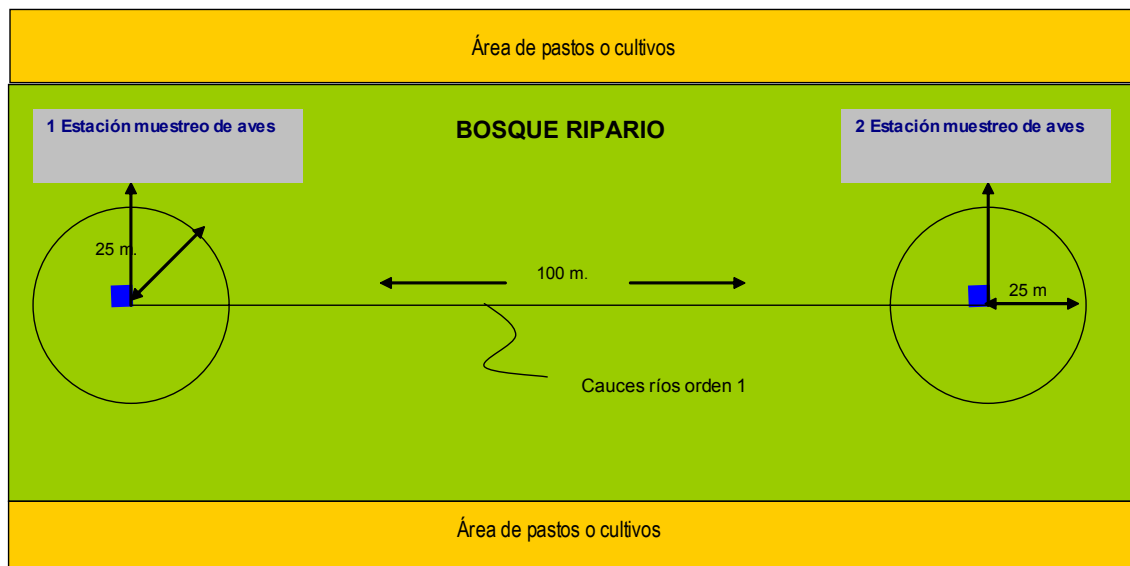 Área de pastos o cultivos
1 Estación muestreo de aves
BOSQUE RIPARIO
2 Estación muestreo de aves
25 m.
100 m.
25 m
Cauces ríos orden 1
Área de pastos o cultivos